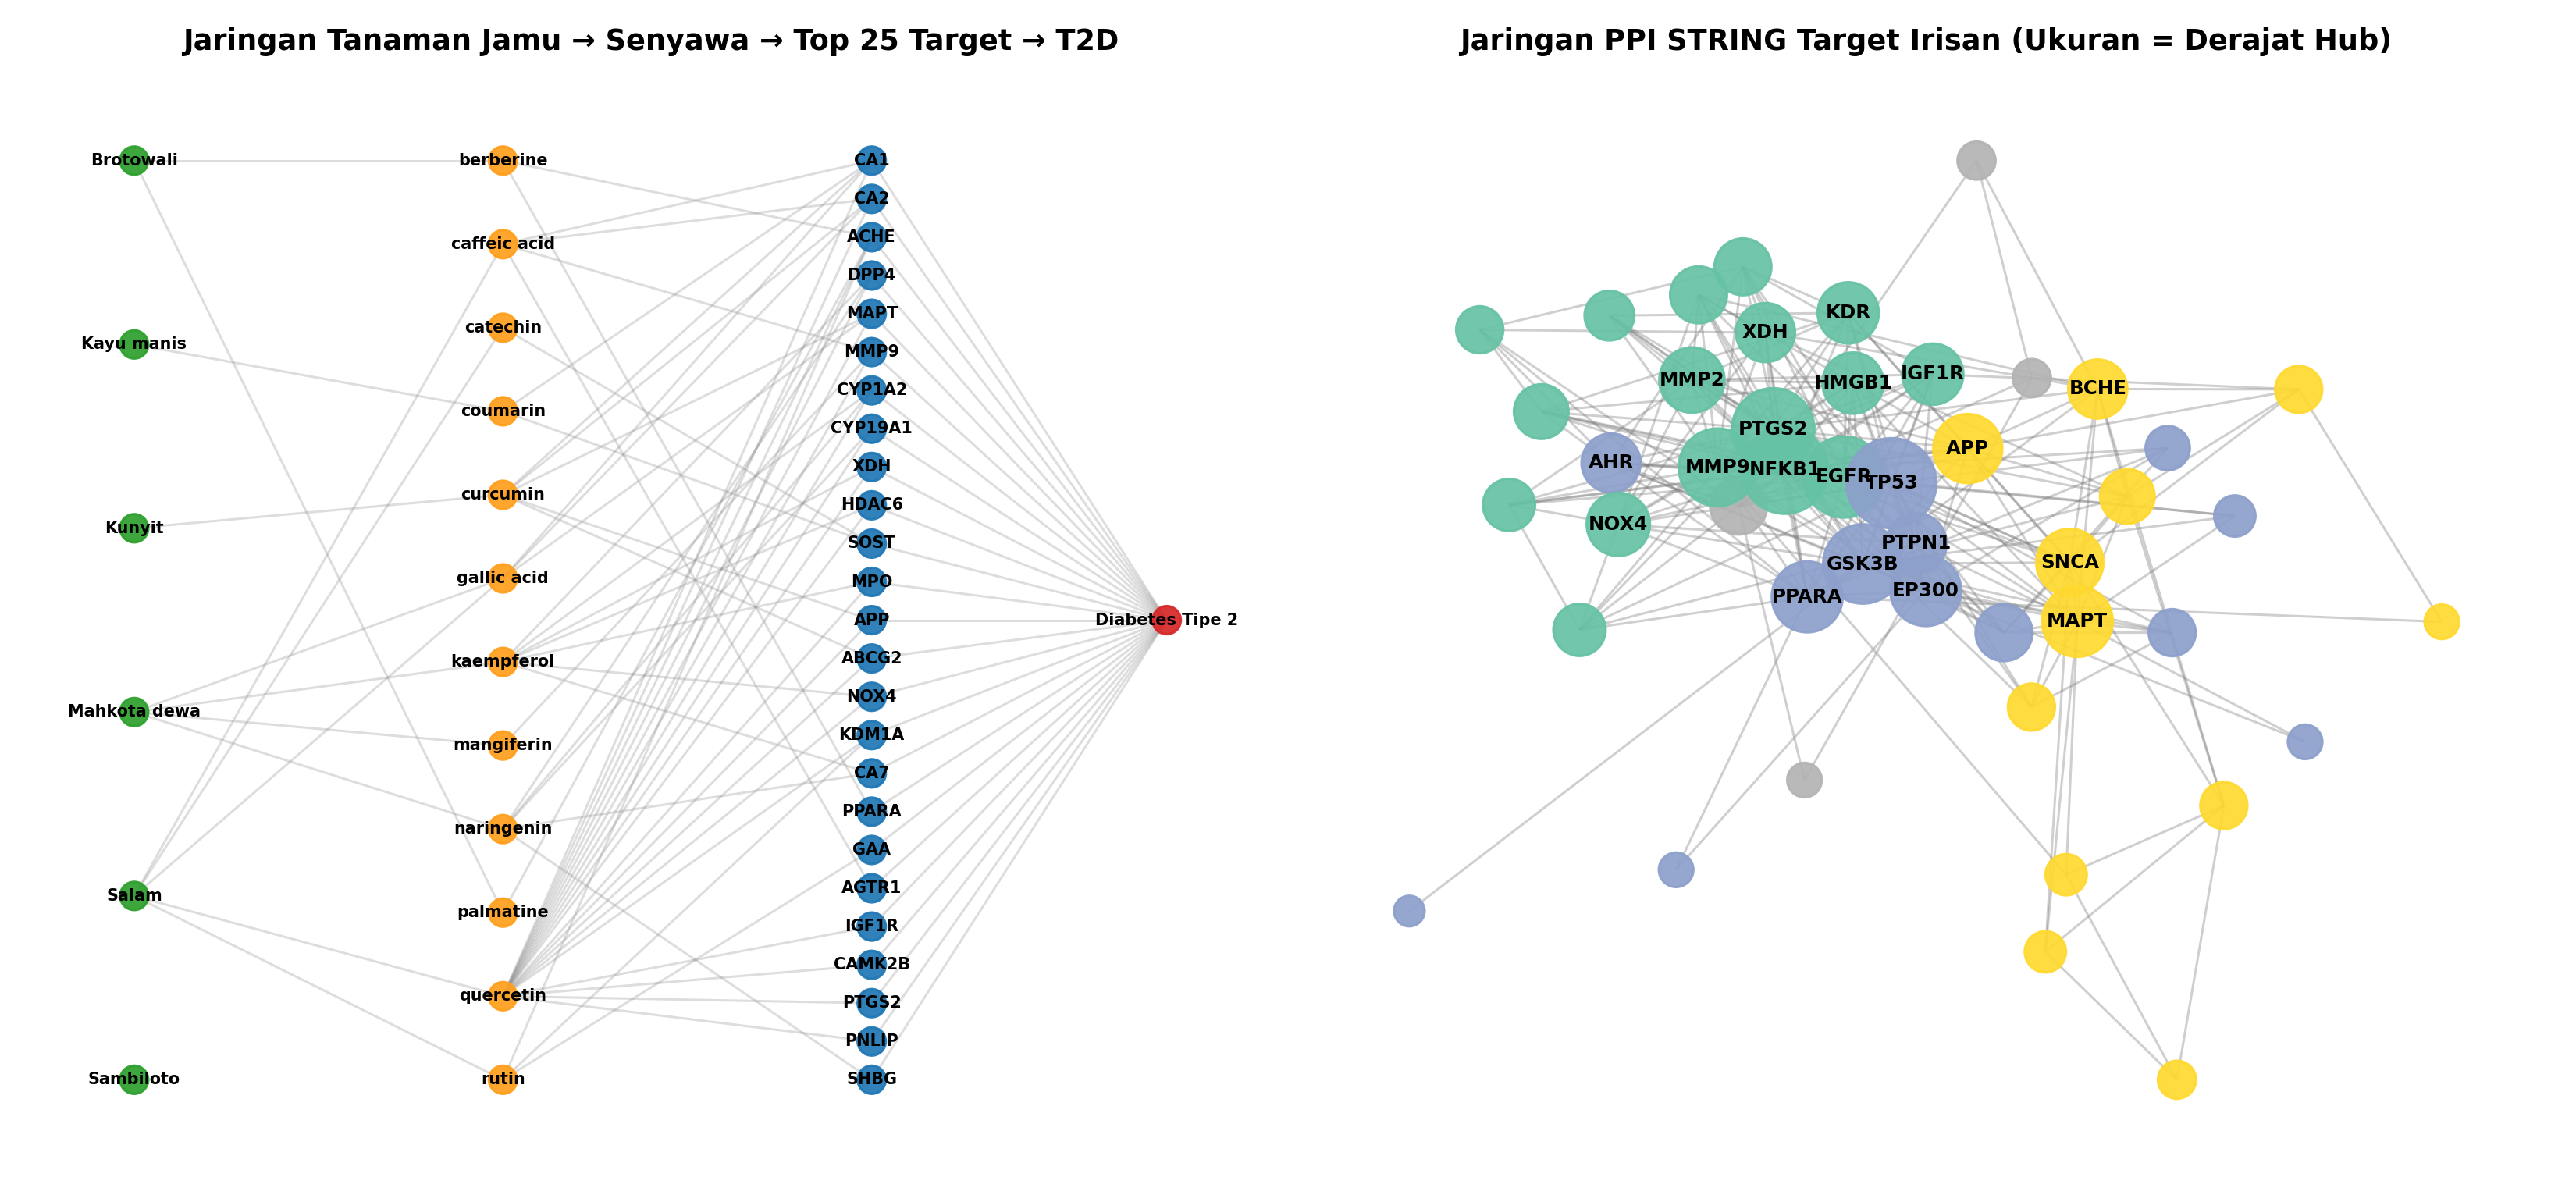 Jaringan Tanaman Jamu → Senyawa → Top 25 Target → T2D
Brotowali
Kayu manis
Kunyit
Mahkota dewa
Salam
Sambiloto
berberine
caffeic acid
catechin
coumarin
curcumin
gallic acid
kaempferol
mangiferin
naringenin
palmatine
quercetin
rutin
CA1
CA2
ACHE
DPP4
MAPT
MMP9
CYP1A2
CYP19A1
XDH
HDAC6
SOST
MPO
APP
ABCG2
NOX4
KDM1A
CA7
PPARA
GAA
AGTR1
IGF1R
CAMK2B
PTGS2
PNLIP
SHBG
Diabetes Tipe 2
Jaringan PPI STRING Target Irisan (Ukuran = Derajat Hub)
KDR
XDH
IGF1R
MMP2
HMGB1
BCHE
PTGS2
APP
AHR
MMP9
NFKB1
EGFR
TP53
NOX4
PTPN1
GSK3B
SNCA
EP300
PPARA
MAPT